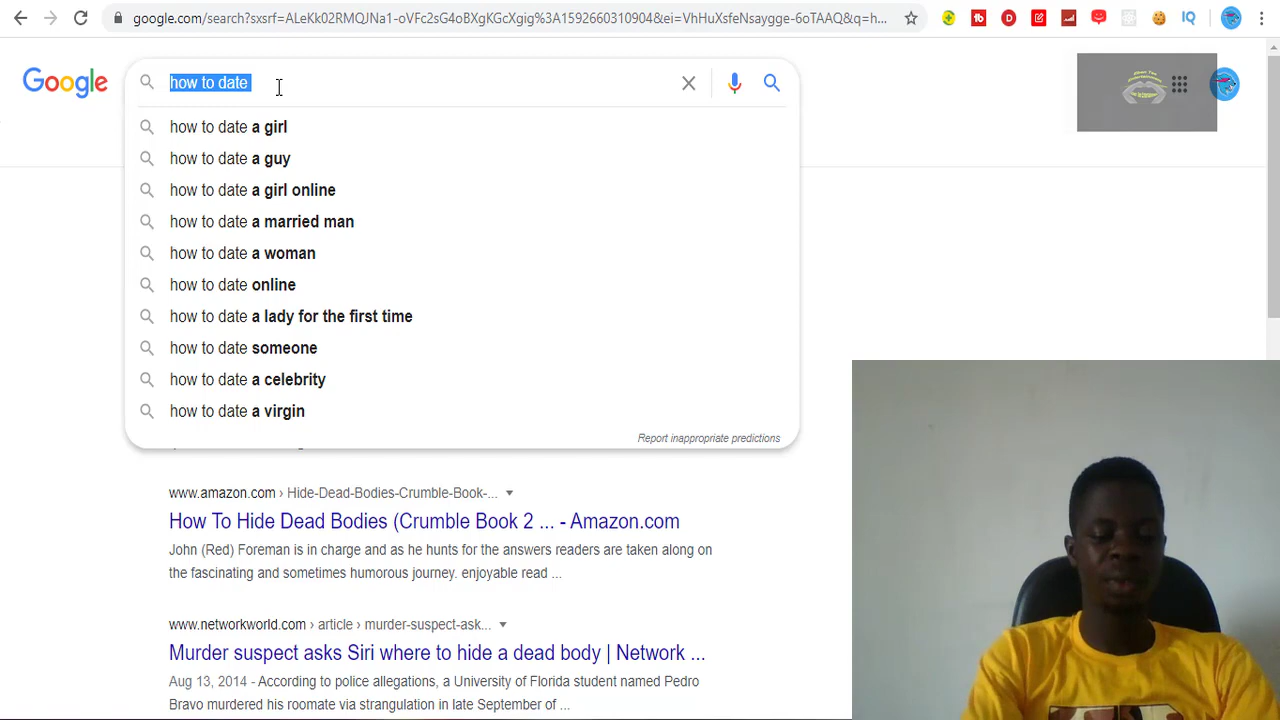 google.com/search?sxsrf=ALeKk02RMQJNa1-oVFc2sG4oBXgKGcXgig%3A1592660310904&ei=VhHuXsfeNsaygge-6oTAAQ&q=h...
IQ
Google
how to date
how to date a girl
how to date a guy
how to date a girl online
how to date a married man
how to date a woman
how to date online
how to date a lady for the first time
how to date someone
how to date a celebrity
how to date a virgin
Report inappropriate predictions
www.amazon.com › Hide-Dead-Bodies-Crumble-Book-...
How To Hide Dead Bodies (Crumble Book 2 ... - Amazon.com
John (Red) Foreman is in charge and as he hunts for the answers readers are taken along on
the fascinating and sometimes humorous journey. enjoyable read ...
www.networkworld.com › article › murder-suspect-ask...
Murder suspect asks Siri where to hide a dead body | Network ...
Aug 13, 2014 - According to police allegations, a University of Florida student named Pedro
Bravo murdered his roomate via strangulation in late September of ...